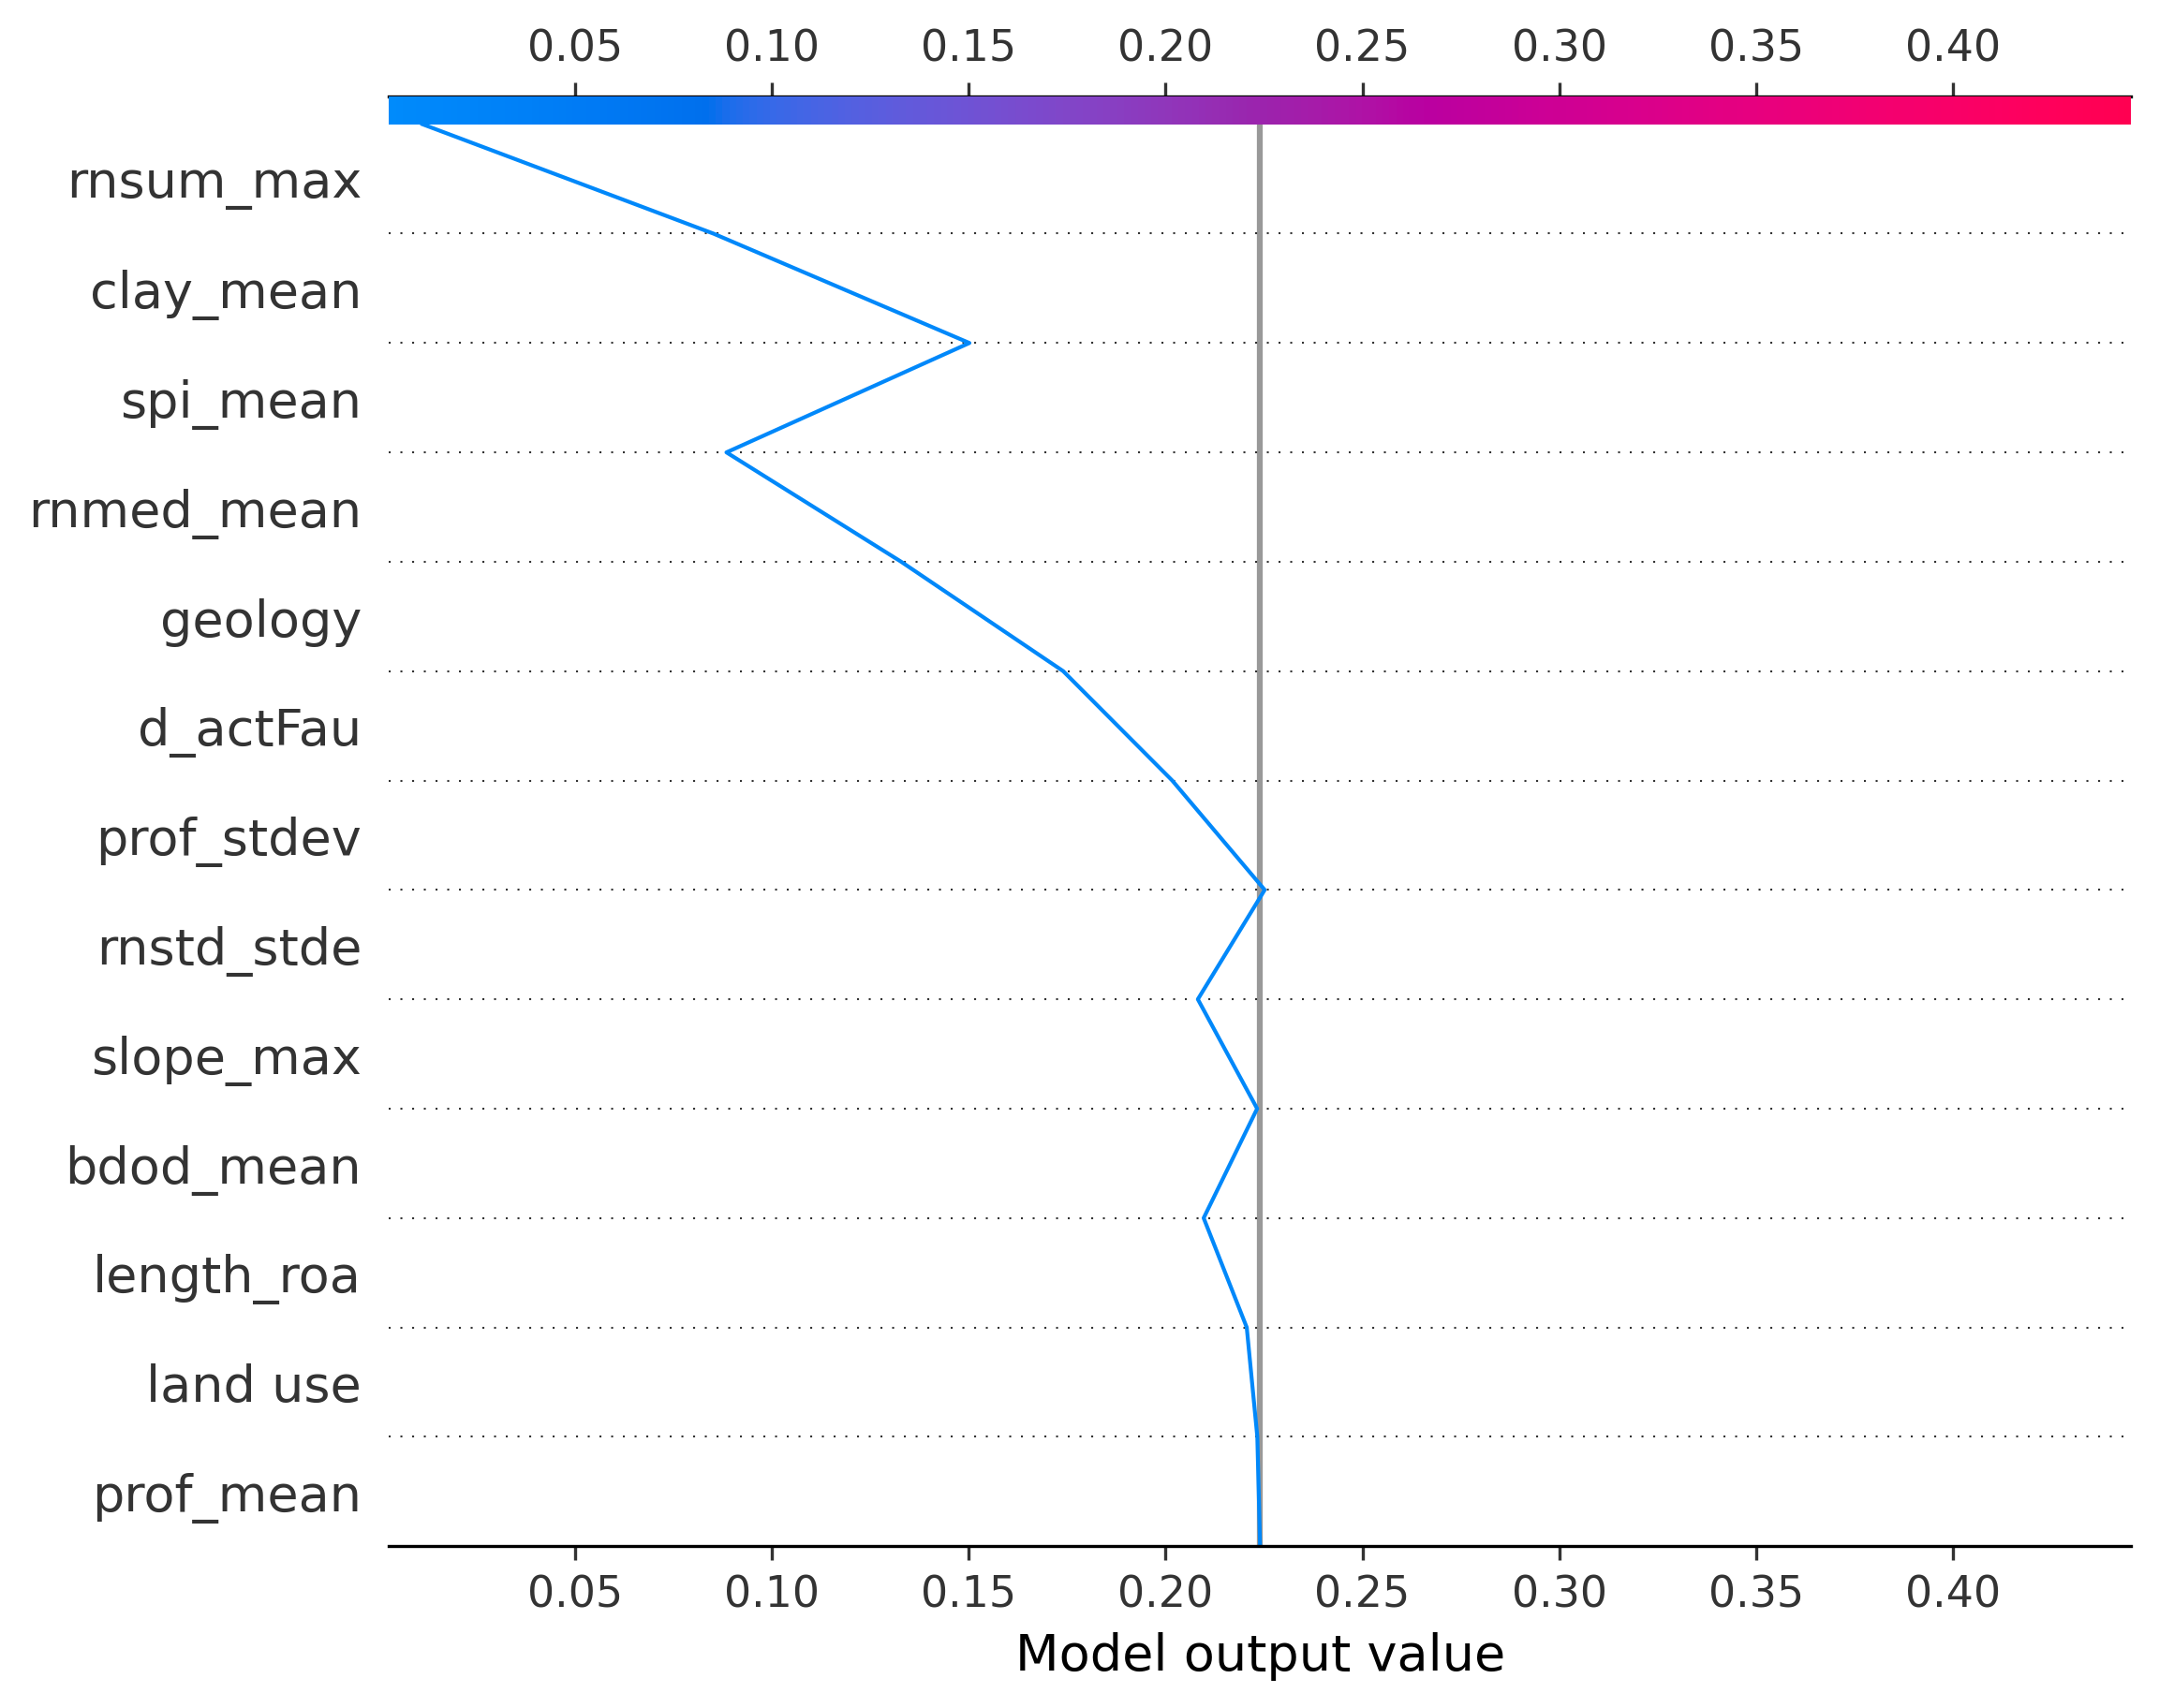 0.05 0.10 0.15 0.20 0.25 0.30 0.35 0.40
rnsum_max
clay_mean
spi_mean
rnmed_mean
geology
d_actFau
prof_stdev
rnstd_stde
slope_max
bdod_mean
length_roa
land use
prof_mean
0.05 0.10 0.15 0.20 0.25 0.30 0.35 0.40
Model output value